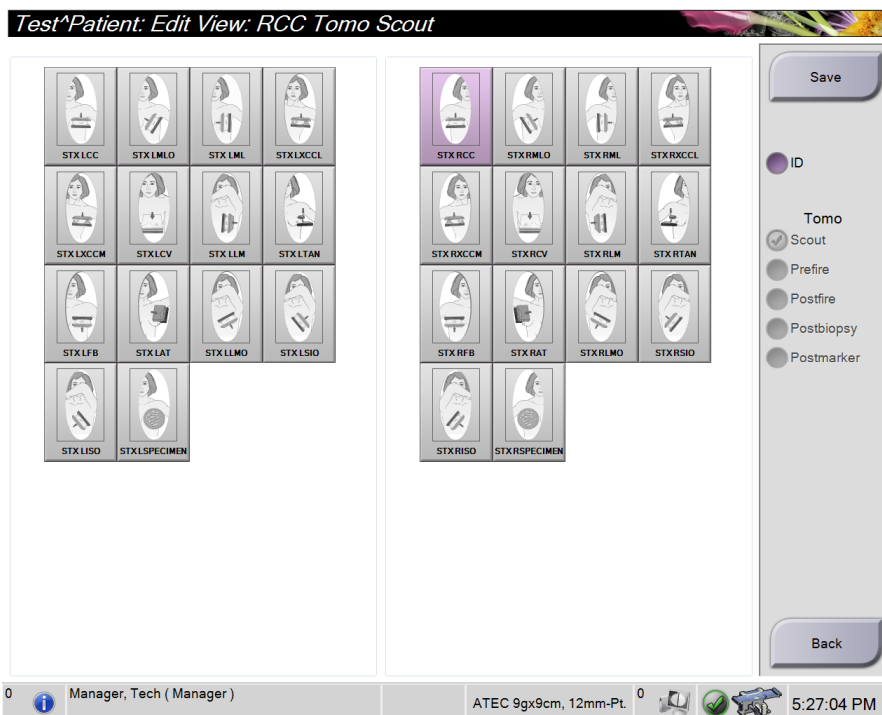 Test^Patient: Edit View: RCC Tomo Scout
STX LCC STX LMLO STX LML STX LXCCL
STX LXCCM STX LCV STX LLM STX LTAN
STX LFB STX LAT STX LLMO STX LSIO
STX LISO STX LSPECIMEN
STX RCC STX RMLO STX RML STX RXCCL
STX RXCCM STX RCV STX RLM STX RTAN
STX RFB STX RAT STX RLMO STX RSIO
STX RISO STX RSPECIMEN
Save
ID
Tomo
Scout
Prefire
Postfire
Postbiopsy
Postmarker
Back
0 Manager, Tech ( Manager ) ATEC 9gx9cm, 12mm-Pt. 0 5:27:04 PM